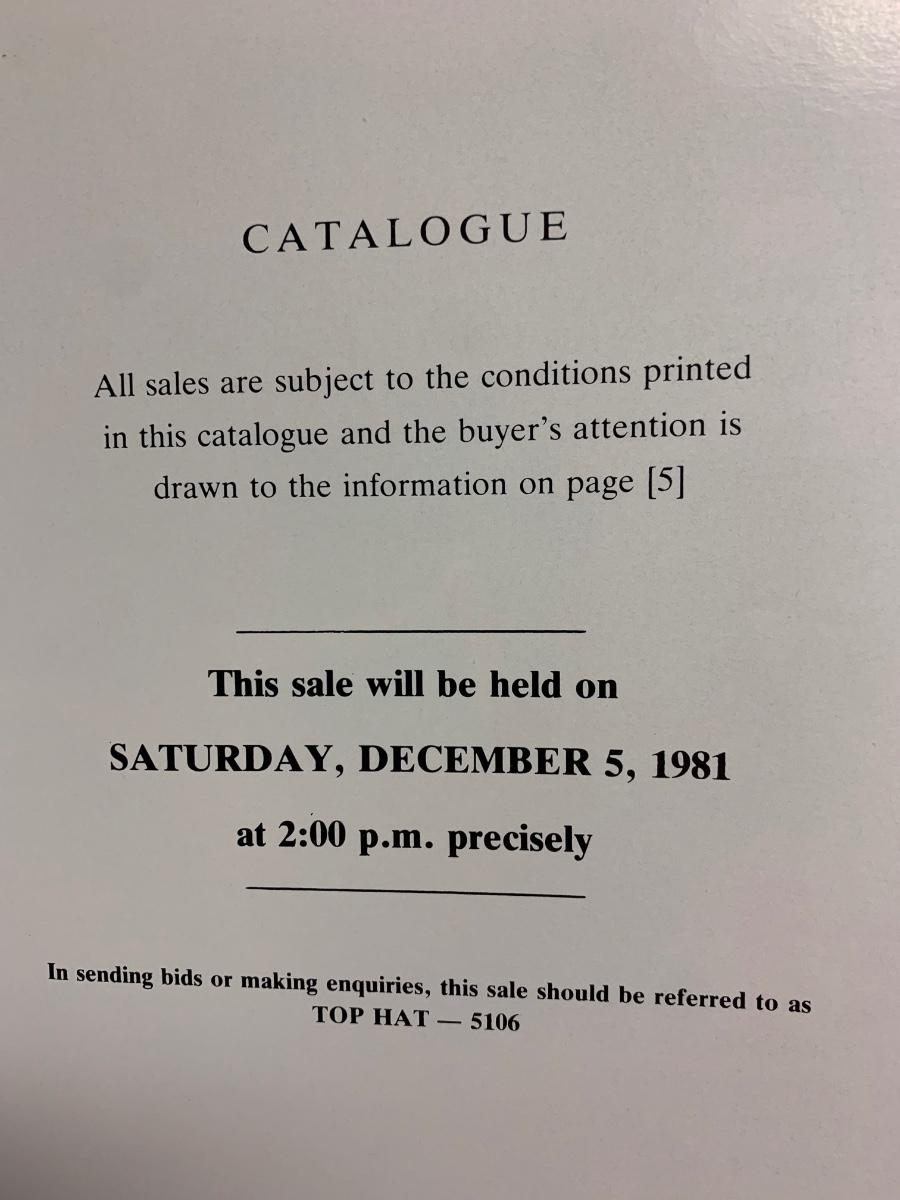 CATALOGUE
All sales are subject to the conditions printed
in this catalogue and the buyer's attention is
drawn to the information on page [5]
This sale will be held on
SATURDAY, DECEMBER 5, 1981
at 2:00 p.m. precisely
In sending bids or making enquiries, this sale should be referred to as
TOP HAT — 5106